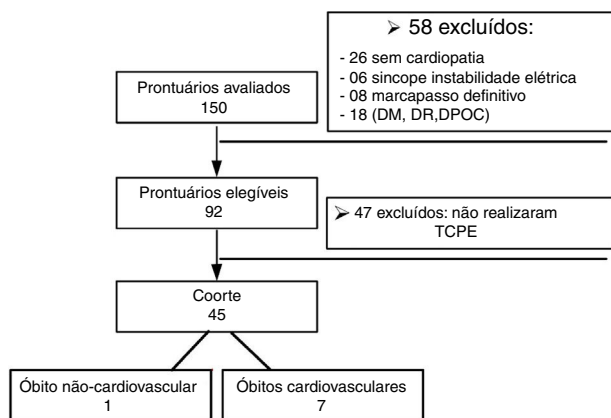 ➢ 58 excluídos:
- 26 sem cardiopatia
- 06 sincope instabilidade elétrica
- 08 marcapasso definitivo
- 18 (DM, DR,DPOC)
Prontuários avaliados
150
Prontuários elegíveis
92
➢ 47 excluídos: não realizaram
TCPE
Coorte
45
Óbito não-cardiovascular
1
Óbitos cardiovasculares
7